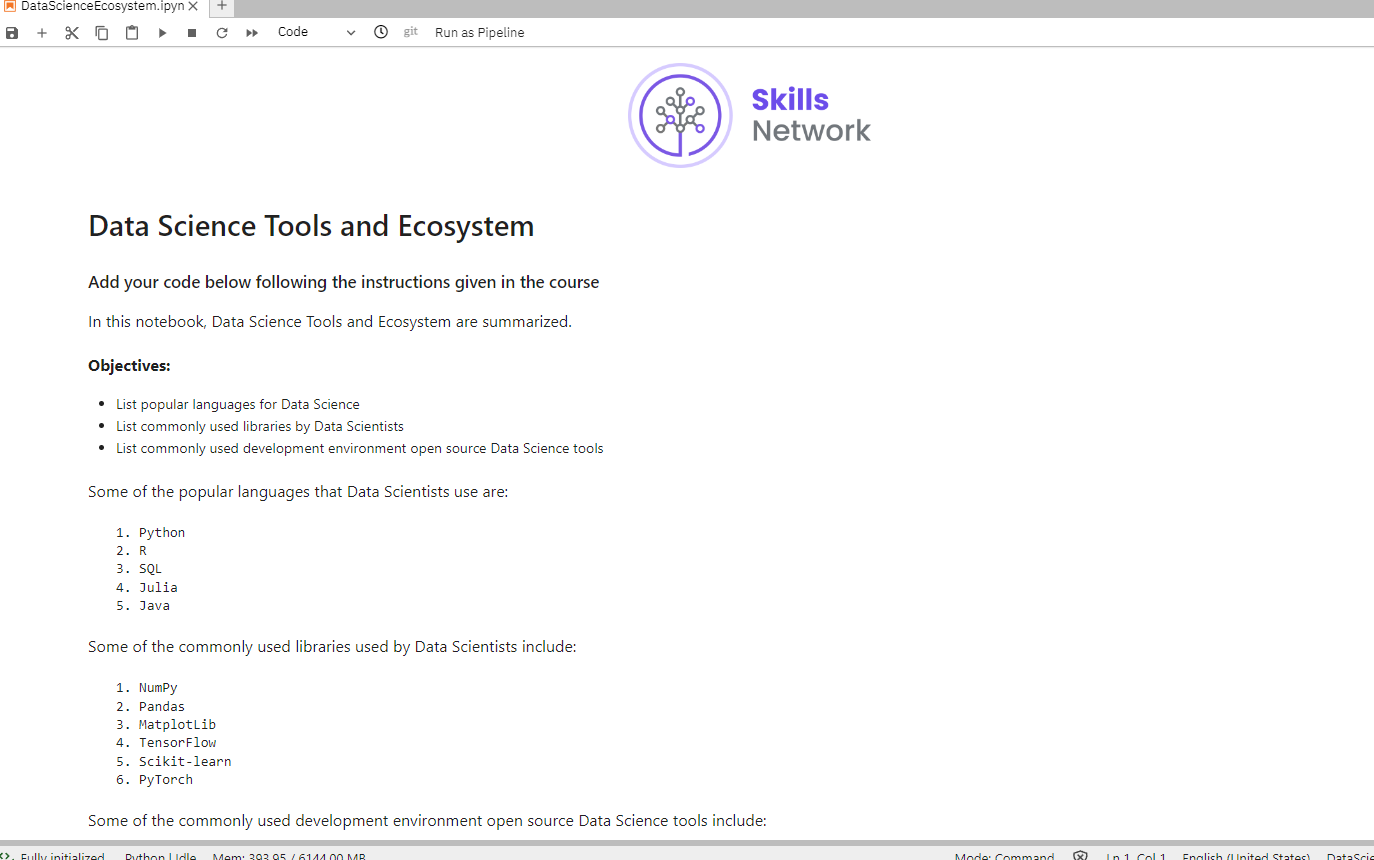 DataScienceEcosystem.ipyn
Code
git
Run as Pipeline
Skills
Network
Data Science Tools and Ecosystem
Add your code below following the instructions given in the course
In this notebook, Data Science Tools and Ecosystem are summarized.
Objectives:
• List popular languages for Data Science
• List commonly used libraries by Data Scientists
• List commonly used development environment open source Data Science tools
Some of the popular languages that Data Scientists use are:
1. Python
2. R
3. SQL
4. Julia
5. Java
Some of the commonly used libraries used by Data Scientists include:
1. NumPy
2. Pandas
3. MatplotLib
4. TensorFlow
5. Scikit-learn
6. PyTorch
Some of the commonly used development environment open source Data Science tools include:
Fully initialized Python | Idle Mem: 393.95 / 6144.00 MB Mode: Command Ln 1, Col 1 English (United States) DataScie